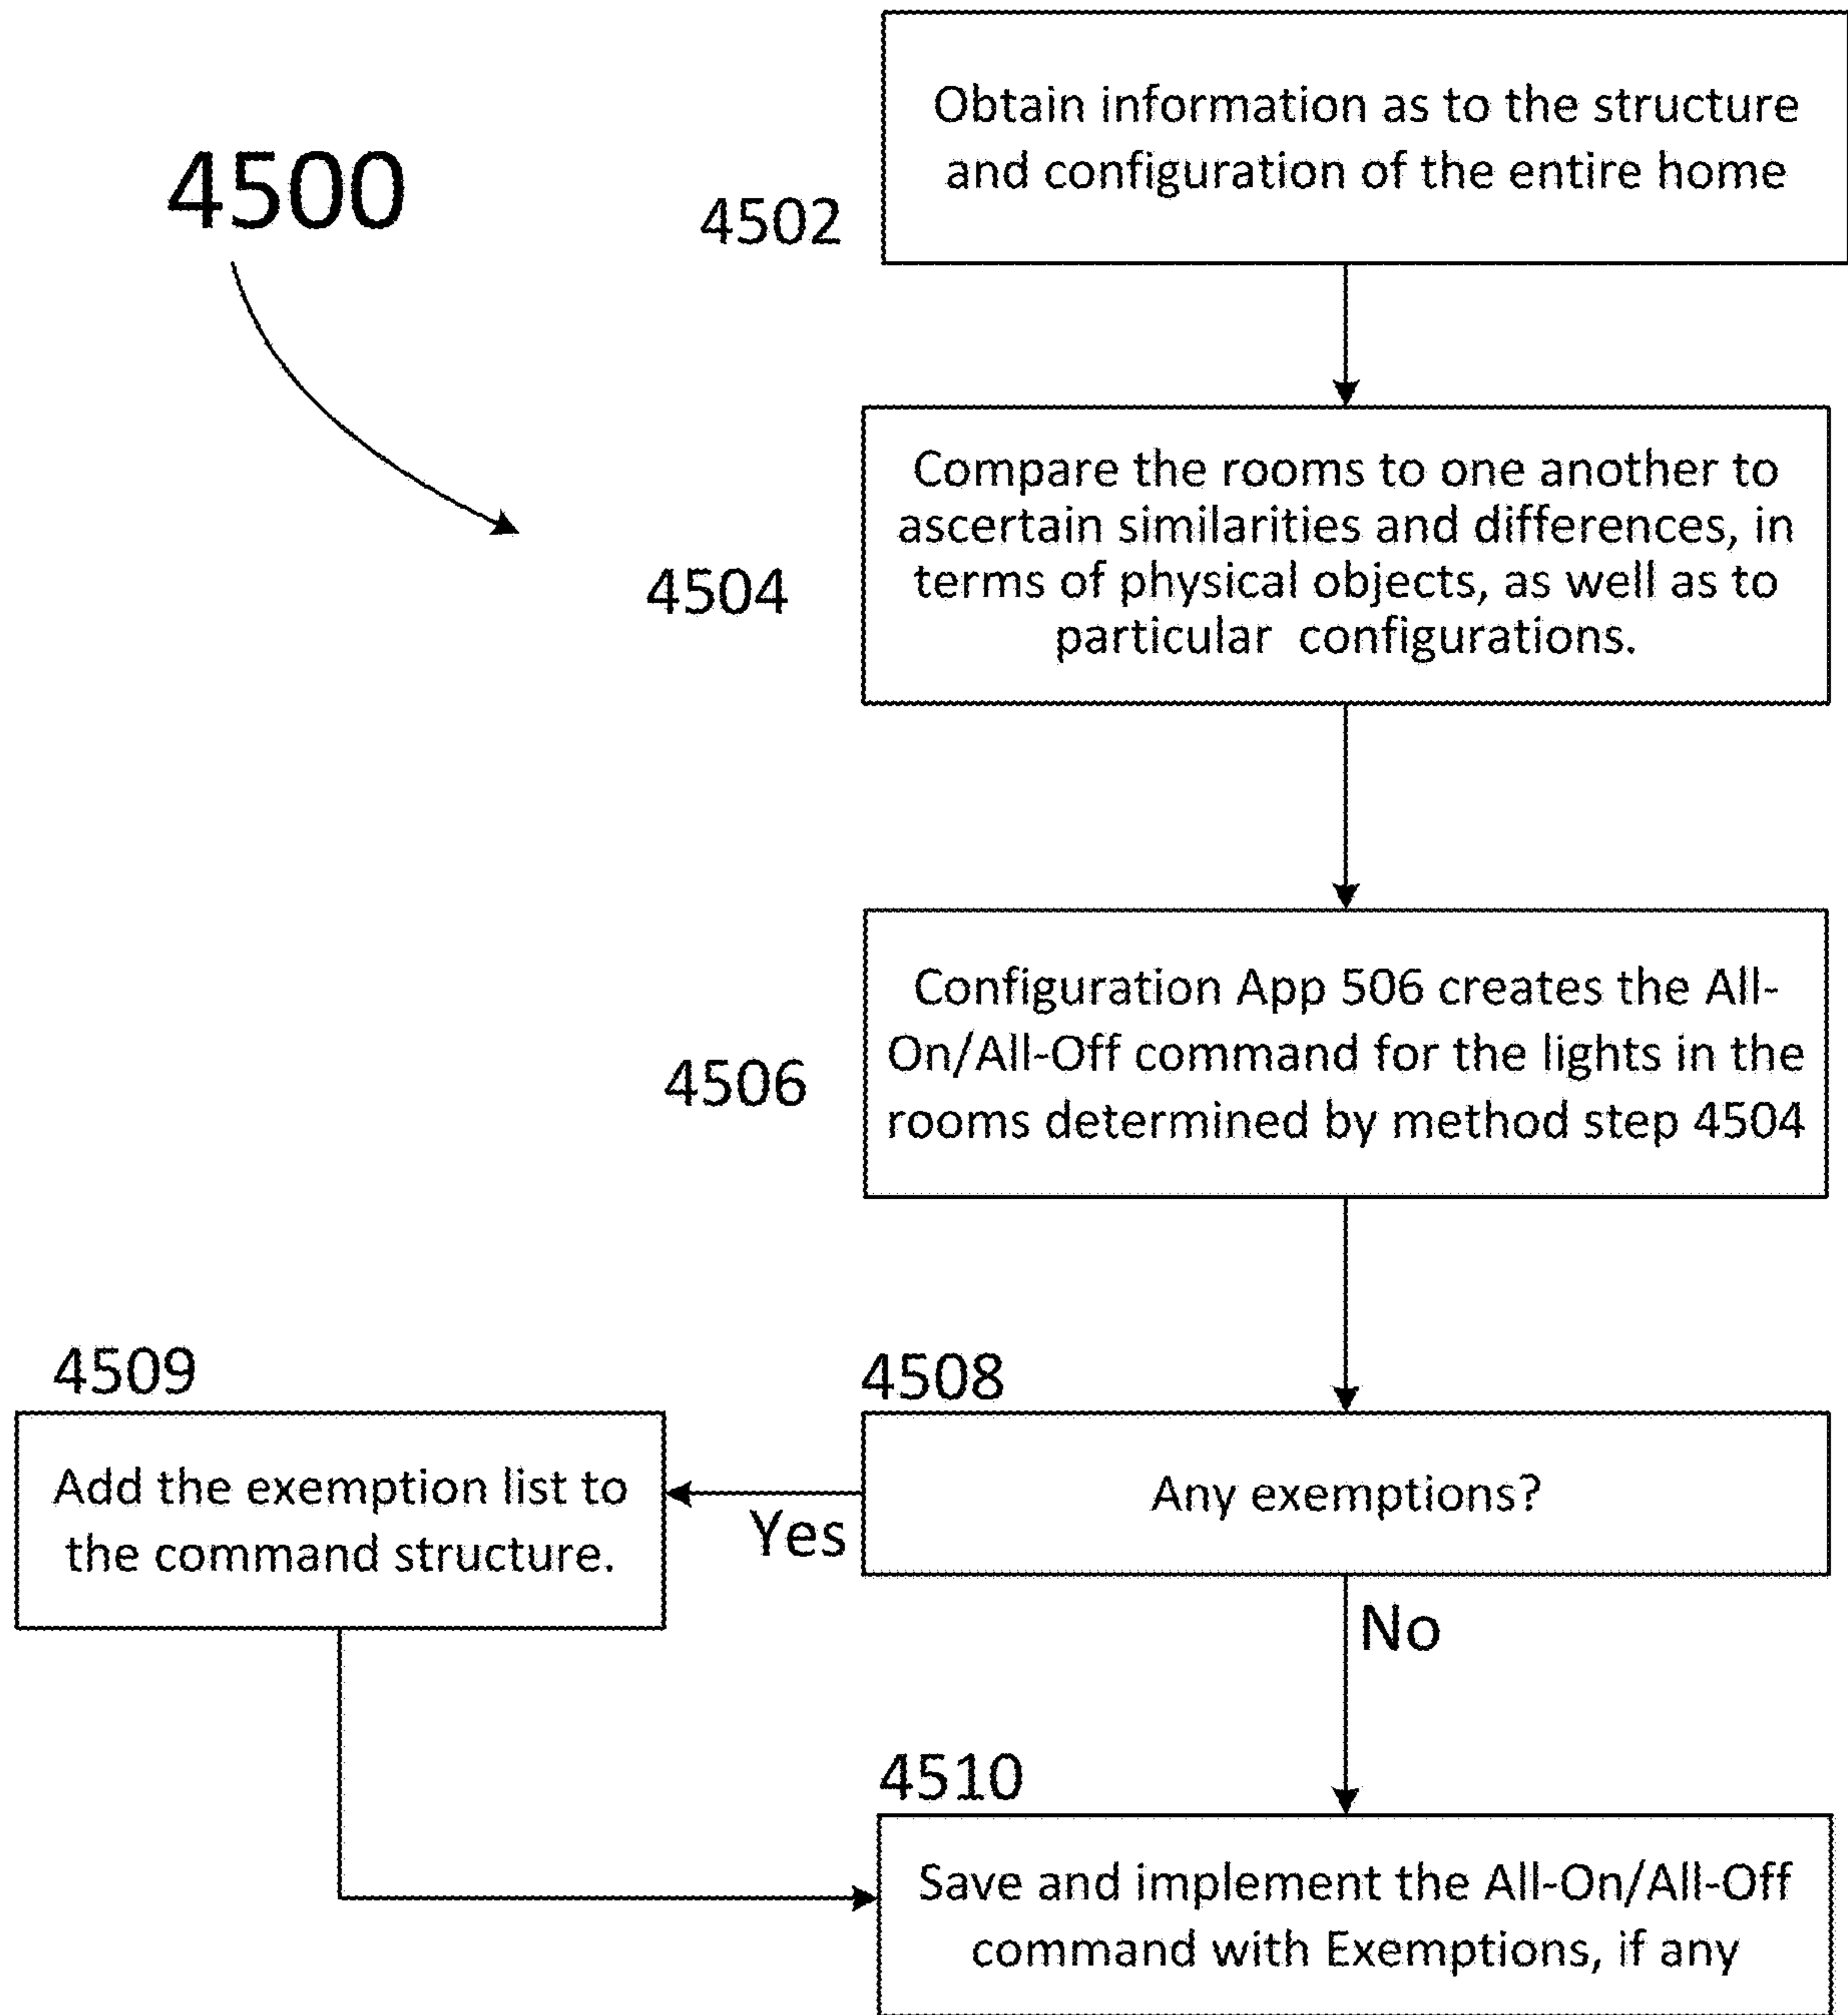 4500
4502
Obtain information as to the structure
and configuration of the entire home
4504
Compare the rooms to one another to
ascertain similarities and differences, in
terms of physical objects, as well as to
particular configurations.
4506
Configuration App 506 creates the All-
On/All-Off command for the lights in the
rooms determined by method step 4504
4508
Any exemptions?
Yes
4509
Add the exemption list to
the command structure.
No
4510
Save and implement the All-On/All-Off
command with Exemptions, if any